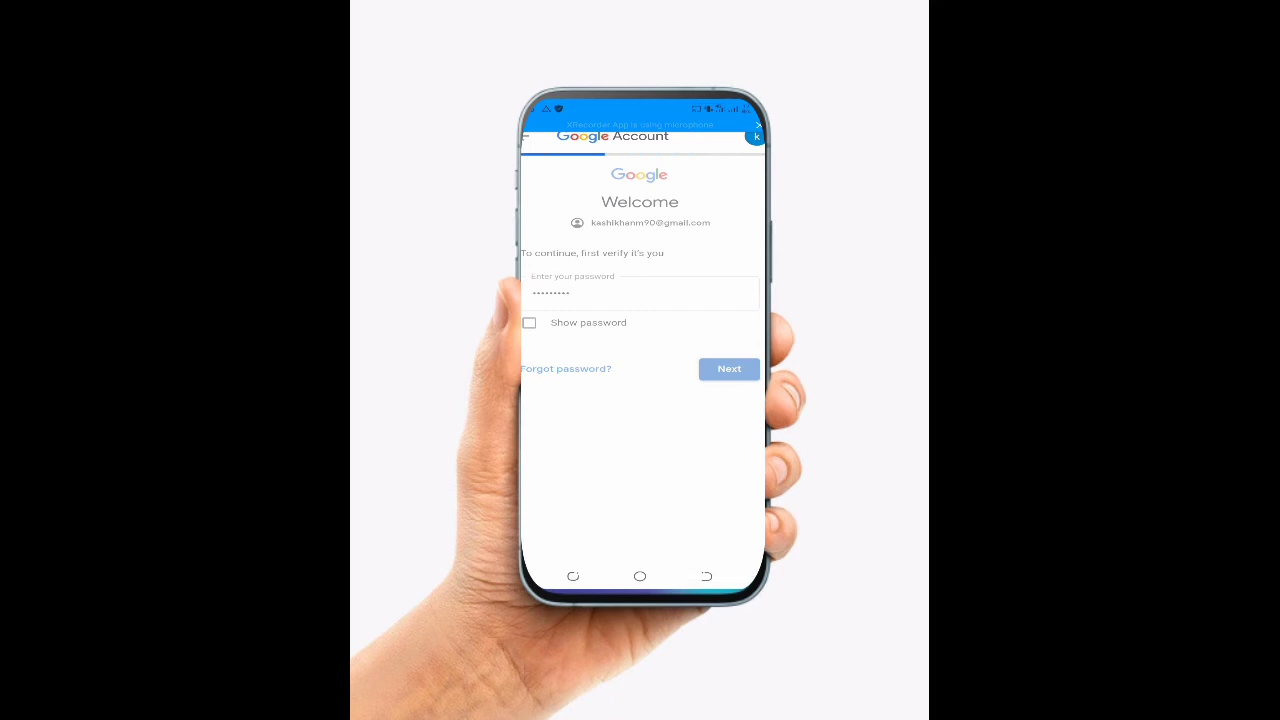 XRecorder App is using microphone
Google Account
k
Google
Welcome
kashikhanm90@gmail.com
To continue, first verify it's you
Enter your password
•••••••••
Show password
Forgot password?
Next